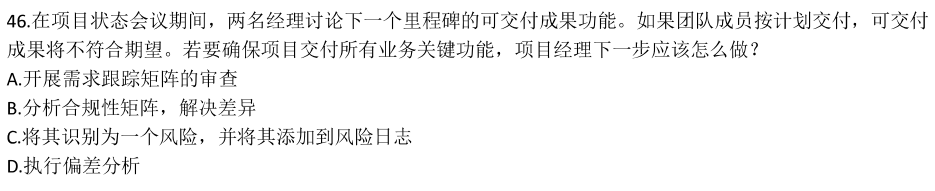 46.在项目状态会议期间，两名经理讨论下一个里程碑的可交付成果功能。如果团队成员按计划交付，可交付
成果将不符合期望。若要确保项目交付所有业务关键功能，项目经理下一步应该怎么做？
A.开展需求跟踪矩阵的审查
B.分析合规性矩阵，解决差异
C.将其识别为一个风险，并将其添加到风险日志
D.执行偏差分析